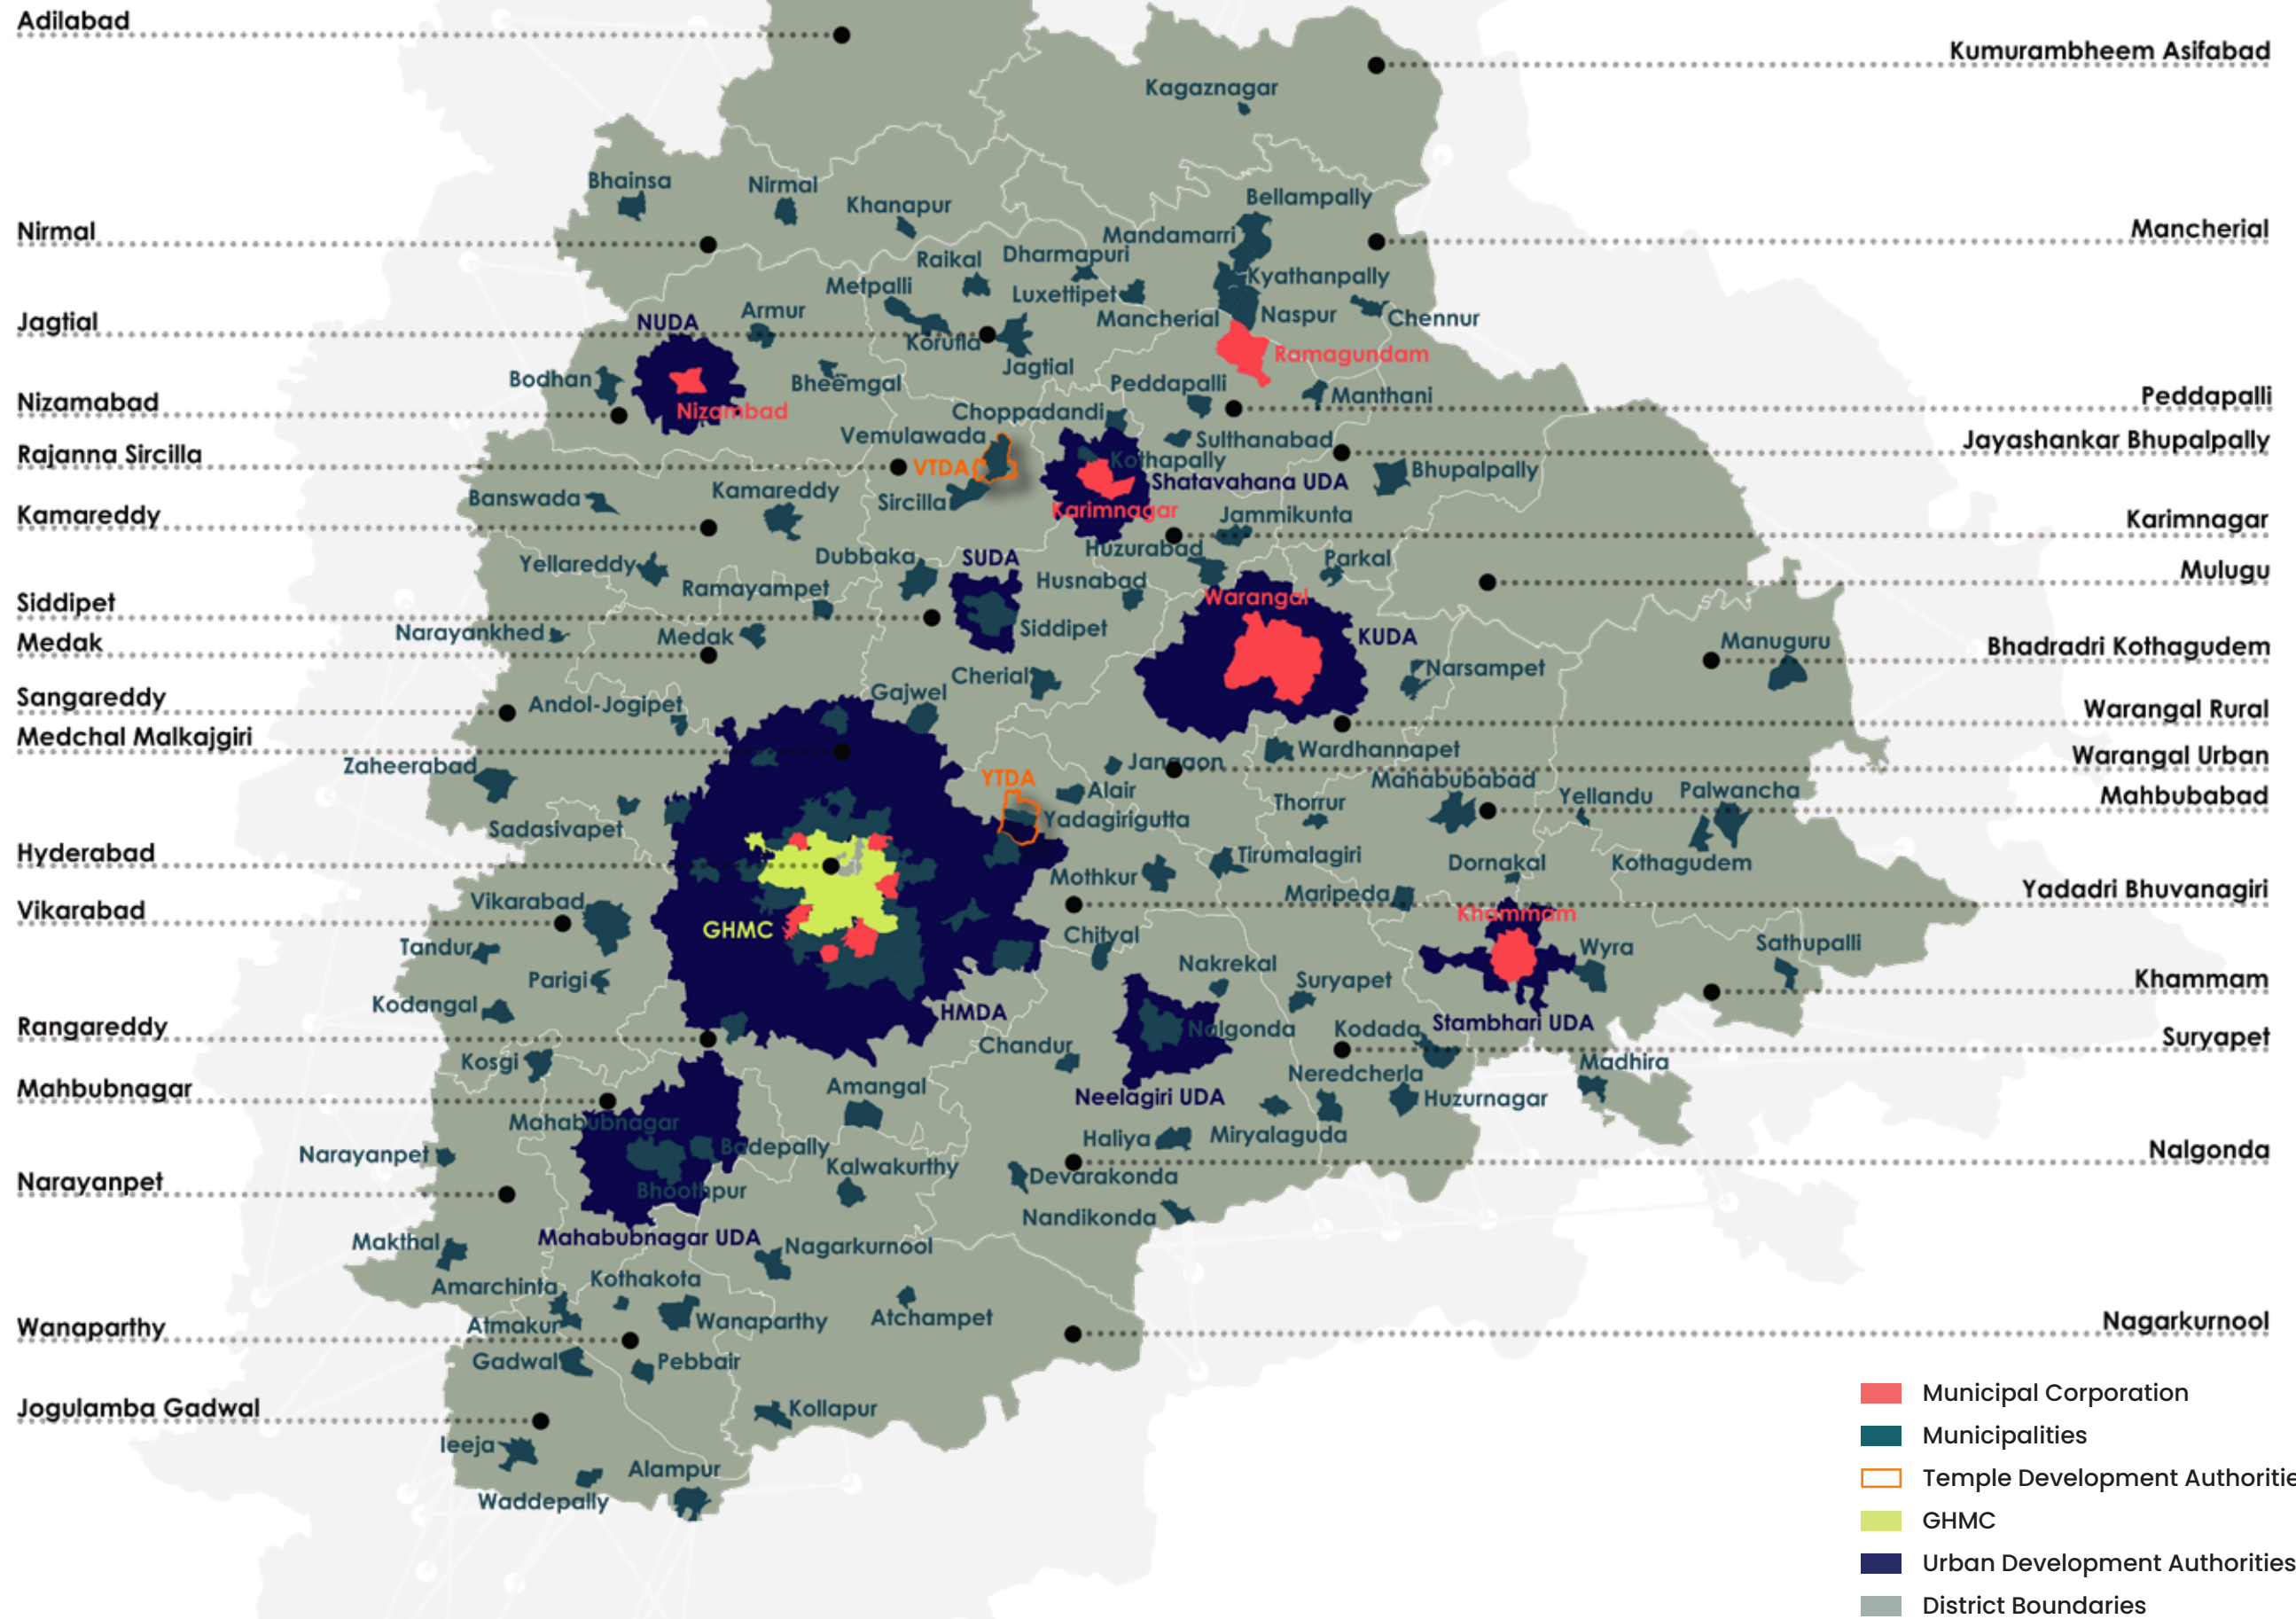 Adilabad
Kumurambheem Asifabad
Kagaznagar
Bhainsa
Nirmal
Khanapur
Bellampally
Nirmal
Mandamarri
Mancherial
Raikal
Dharmapuri
Metpalli
Luxettipet
Kyathanpally
Jagtial
NUDA
Armur
Korutla
Mancherial
Naspur
Chennur
Jagtial
Ramagundam
Bodhan
Bheemgal
Peddapalli
Manthani
Nizamabad
Nizambad
Choppadandi
Peddapalli
Vemulawada
Sulthanabad
Jayashankar Bhupalpally
Rajanna Sircilla
VTDA
Kothapally
Bhupalpally
Shatavahana UDA
Banswada
Kamareddy
Sircilla
Karimnagar
Jammikunta
Kamareddy
Karimnagar
Huzurabad
Yellareddy
Dubbaka
SUDA
Parkal
Mulugu
Ramayampet
Husnabad
Siddipet
Warangal
Narayankhed
Medak
Siddipet
KUDA
Manuguru
Medak
Bhadradri Kothagudem
Cherial
Narsampet
Sangareddy
Andol-Jogipet
Gajwel
Warangal Rural
Medchal Malkajgiri
Wardhannapet
Zaheerabad
YTDA
Jangaon
Warangal Urban
Alair
Mahabubabad
Yellandu
Palwancha
Mahbubabad
Sadasivapet
Yadagirigutta
Thorrur
Hyderabad
Tirumalagiri
Dornakal
Kothagudem
Mothkur
Maripeda
Yadadri Bhuvanagiri
Vikarabad
Vikarabad
GHMC
Khammam
Tandur
Chityal
Wyra
Sathupalli
Parigi
Nakrekal
Suryapet
Khammam
Kodangal
HMDA
Rangareddy
Nalgonda
Kodada
Stambhari UDA
Suryapet
Kosgi
Chandur
Neredcherla
Madhira
Mahbubnagar
Amangal
Neelagiri UDA
Huzurnagar
Mahabubnagar
Badepally
Haliya
Miryalaguda
Narayanpet
Kalwakurthy
Devarakonda
Nalgonda
Narayanpet
Bhoothpur
Nandikonda
Makthal
Mahabubnagar UDA
Nagarkurnool
Amarchinta
Kothakota
Wanaparthy
Atmakur
Wanaparthy
Atchampet
Nagarkurnool
Gadwal
Pebbair
Jogulamba Gadwal
Kollapur
Ieeja
Waddepally
Alampur
Municipal Corporation
Municipalities
Temple Development Authoritie
GHMC
Urban Development Authorities
District Boundaries